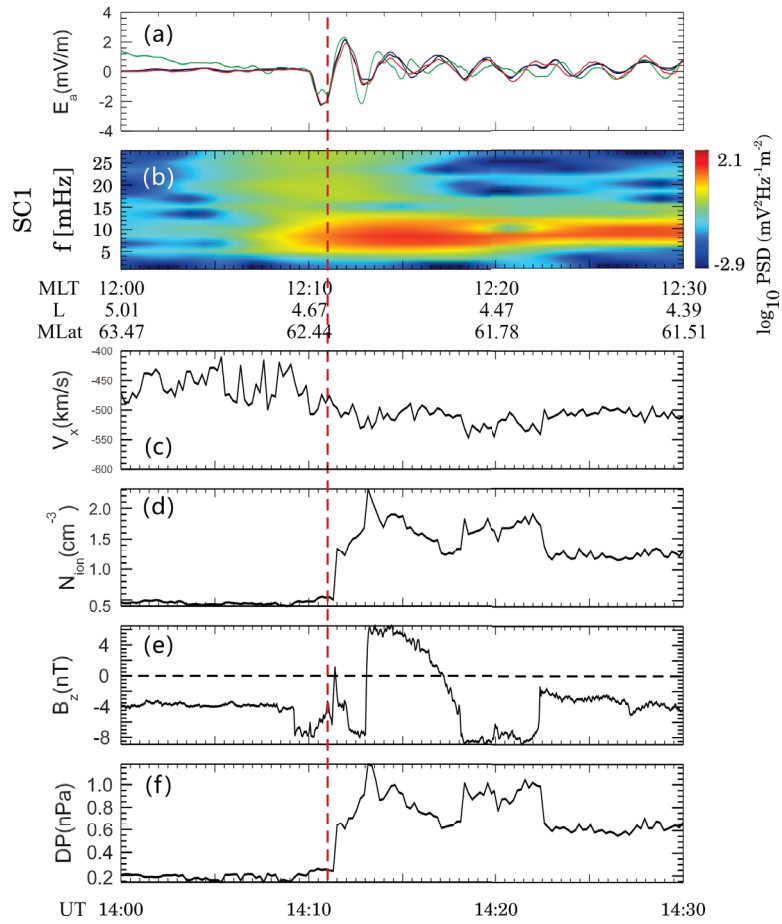 (a)
E_a(mV/m)
4
2
0
-2
-4
(b)
SC1
f [mHz]
25
20
15
10
5
2.1
-2.9
log₁₀ PSD (mV²Hz⁻¹m⁻²)
MLT 12:00 12:10 12:20 12:30
L 5.01 4.67 4.47 4.39
MLat 63.47 62.44 61.78 61.51
(c)
V_x(km/s)
-400
-450
-500
-550
-600
(d)
N_ion(cm⁻³)
2.0
1.5
1.0
0.5
(e)
B_z(nT)
4
0
-4
-8
(f)
DP(nPa)
1.0
0.8
0.6
0.4
0.2
UT 14:00 14:10 14:20 14:30